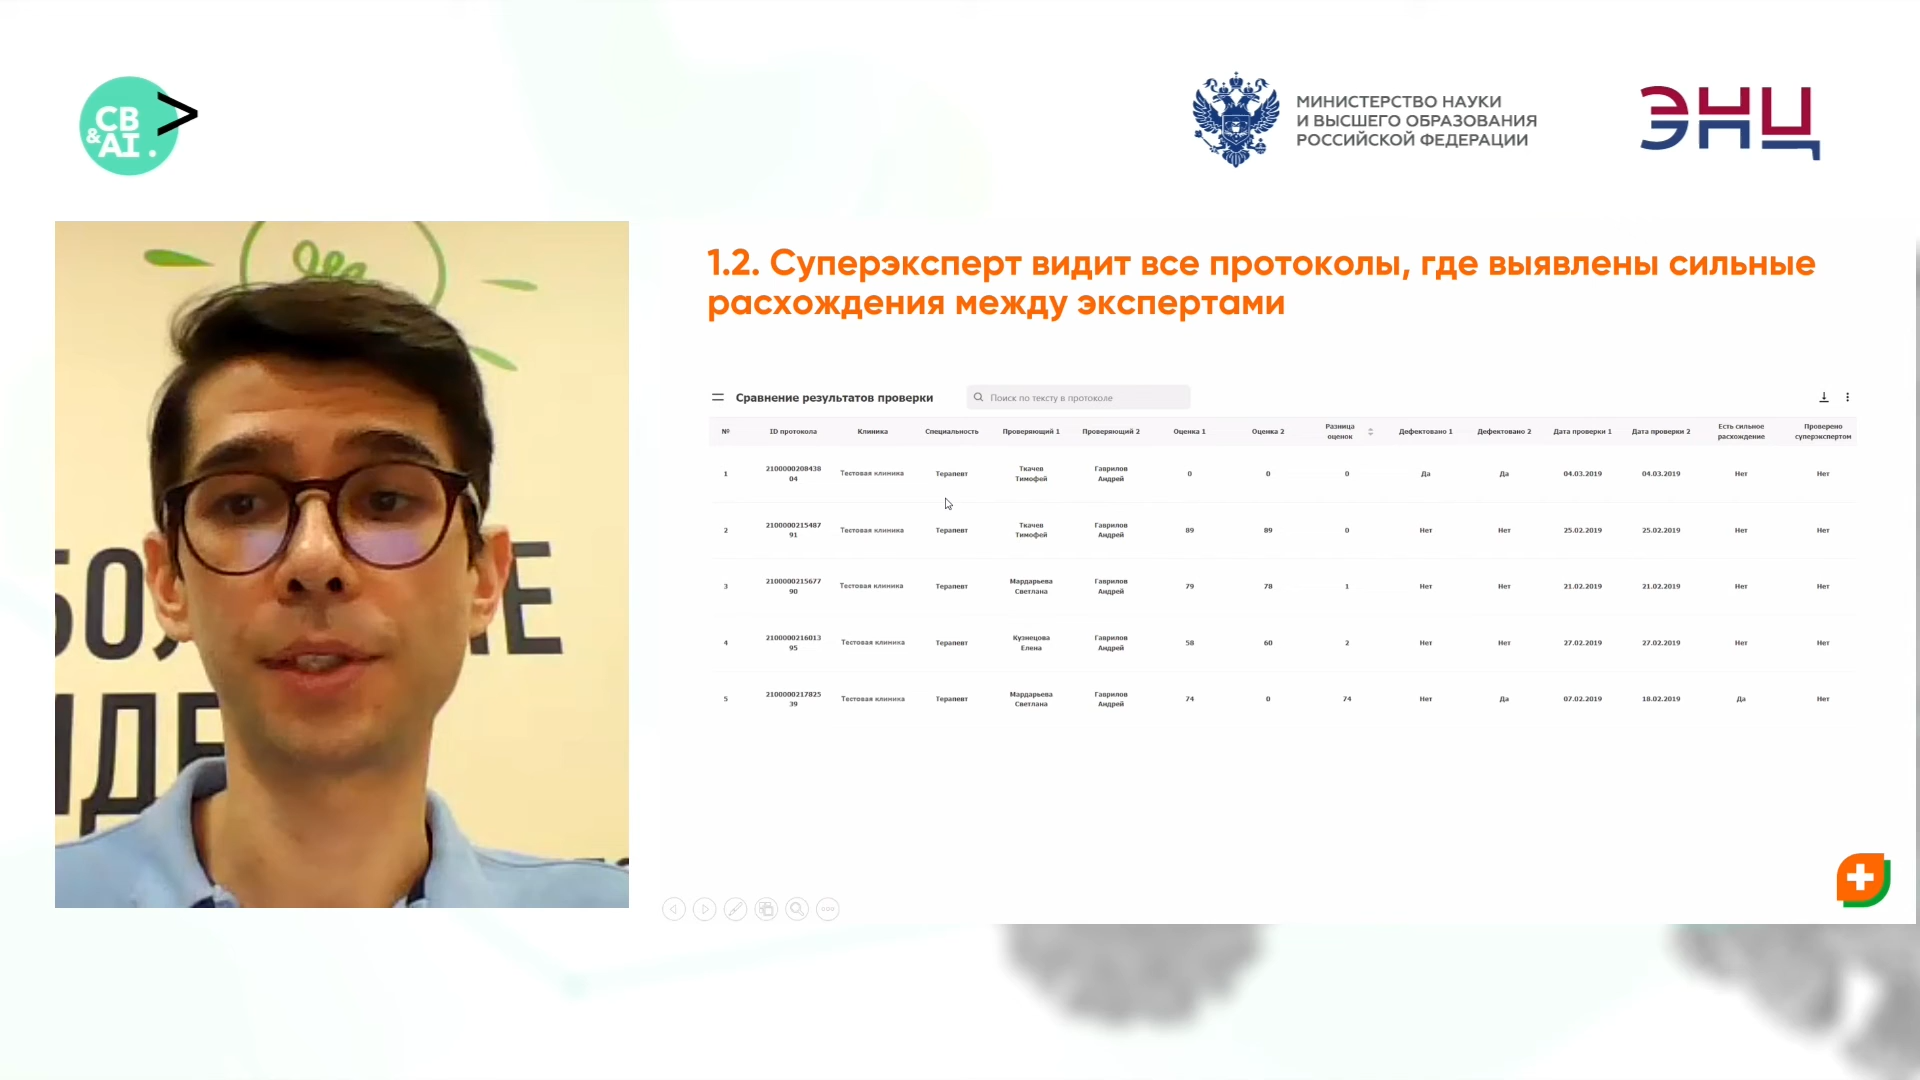 CB
&AI.
>
МИНИСТЕРСТВО НАУКИ
И ВЫСШЕГО ОБРАЗОВАНИЯ
РОССИЙСКОЙ ФЕДЕРАЦИИ
ЭНЦ
1.2. Суперэксперт видит все протоколы, где выявлены сильные
расхождения между экспертами
Сравнение результатов проверки
Поиск по тексту в протоколе
№ ID протокола Клиника Специальность Проверяющий 1 Проверяющий 2 Оценка 1 Оценка 2 Разница оценок Дефектовано 1 Дефектовано 2 Дата проверки 1 Дата проверки 2 Есть сильное расхождение Проверено суперэкспертом
1 210000020843804 Тестовая клиника Терапевт Ткачев Тимофей Гаврилов Андрей 0 0 0 Да Да 04.03.2019 04.03.2019 Нет Нет
2 210000021548791 Тестовая клиника Терапевт Ткачев Тимофей Гаврилов Андрей 89 89 0 Нет Нет 25.02.2019 25.02.2019 Нет Нет
3 210000021567790 Тестовая клиника Терапевт Мардарьева Светлана Гаврилов Андрей 79 78 1 Нет Нет 21.02.2019 21.02.2019 Нет Нет
4 210000021601395 Тестовая клиника Терапевт Кузнецова Елена Гаврилов Андрей 58 60 2 Нет Нет 27.02.2019 27.02.2019 Нет Нет
5 210000021782539 Тестовая клиника Терапевт Мардарьева Светлана Гаврилов Андрей 74 0 74 Нет Да 07.02.2019 18.02.2019 Да Нет